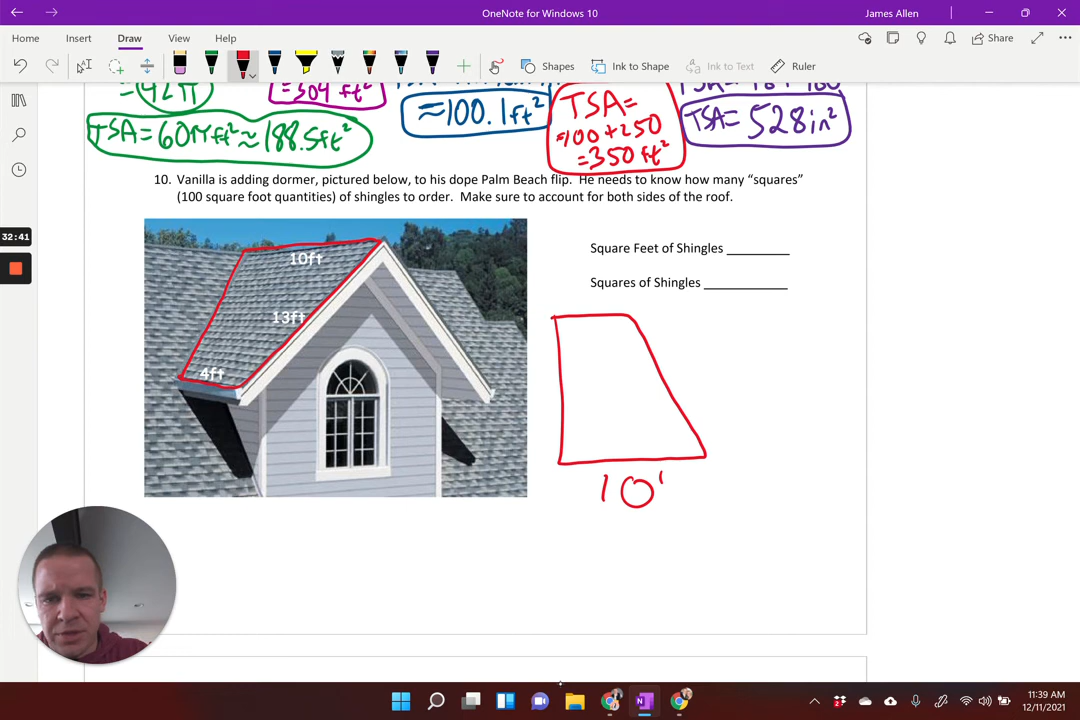 OneNote for Windows 10
James Allen
Home Insert Draw View Help
Share
Shapes
Ink to Shape
Ink to Text
Ruler
= 304 ft²
TSA = 60π ft² ≈ 188.5 ft²
≈ 100.1 ft²
TSA =
= 100 + 250
= 350 ft²
TSA = 528 in²
10. Vanilla is adding dormer, pictured below, to his dope Palm Beach flip. He needs to know how many “squares”
(100 square foot quantities) of shingles to order. Make sure to account for both sides of the roof.
32:41
10ft
13ft
4ft
Square Feet of Shingles __________
Squares of Shingles ____________
10'
11:39 AM
12/11/2021